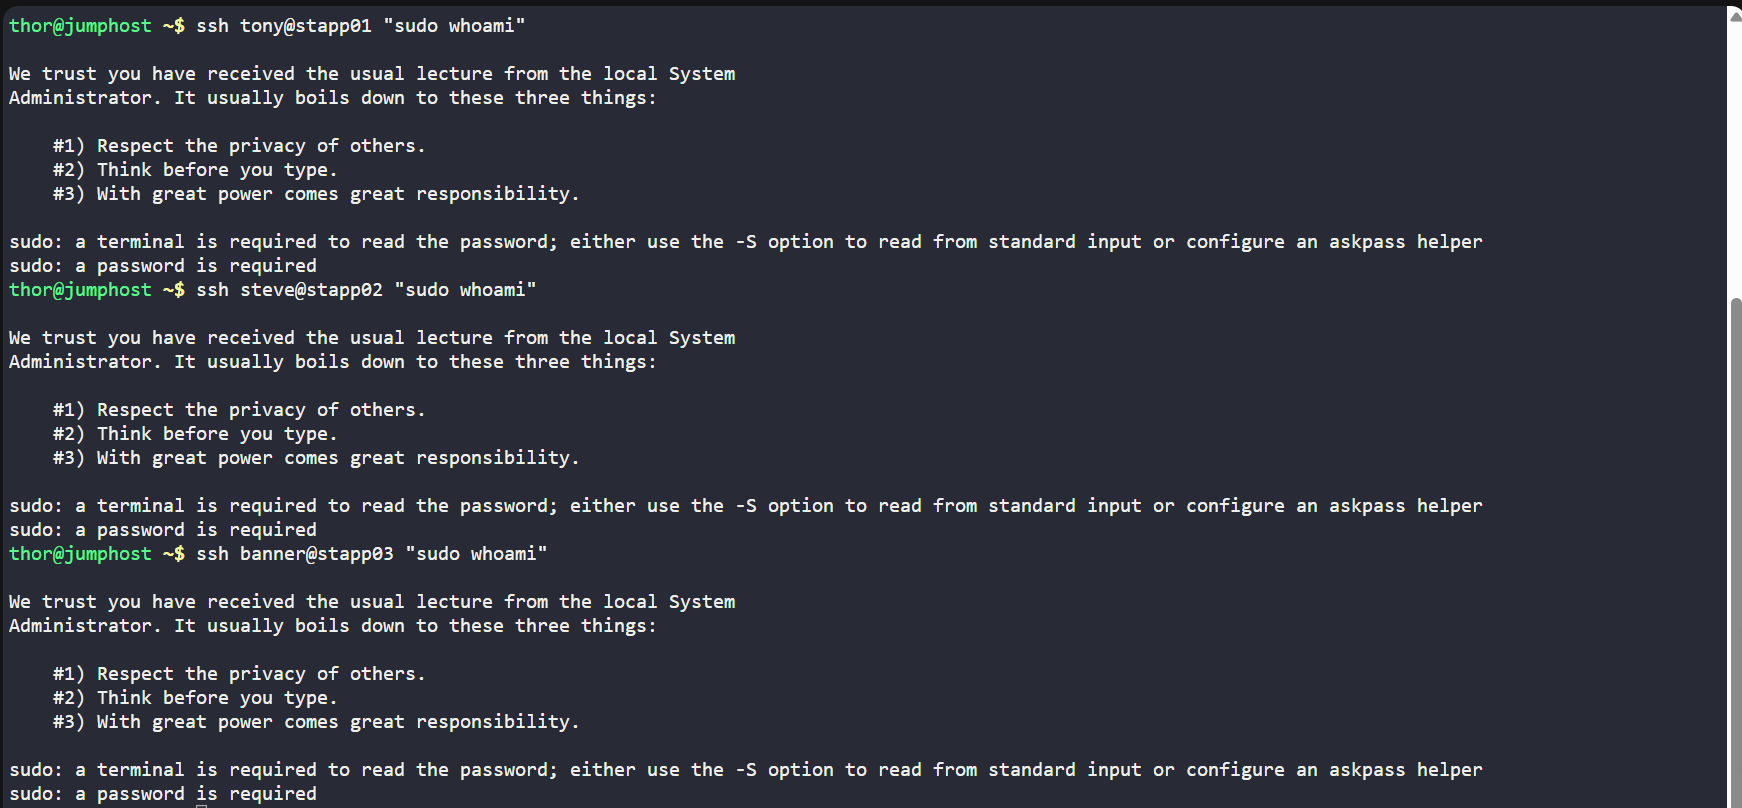 thor@jumphost ~$ ssh tony@stapp01 "sudo whoami"

We trust you have received the usual lecture from the local System
Administrator. It usually boils down to these three things:

    #1) Respect the privacy of others.
    #2) Think before you type.
    #3) With great power comes great responsibility.

sudo: a terminal is required to read the password; either use the -S option to read from standard input or configure an askpass helper
sudo: a password is required
thor@jumphost ~$ ssh steve@stapp02 "sudo whoami"

We trust you have received the usual lecture from the local System
Administrator. It usually boils down to these three things:

    #1) Respect the privacy of others.
    #2) Think before you type.
    #3) With great power comes great responsibility.

sudo: a terminal is required to read the password; either use the -S option to read from standard input or configure an askpass helper
sudo: a password is required
thor@jumphost ~$ ssh banner@stapp03 "sudo whoami"

We trust you have received the usual lecture from the local System
Administrator. It usually boils down to these three things:

    #1) Respect the privacy of others.
    #2) Think before you type.
    #3) With great power comes great responsibility.

sudo: a terminal is required to read the password; either use the -S option to read from standard input or configure an askpass helper
sudo: a password is required